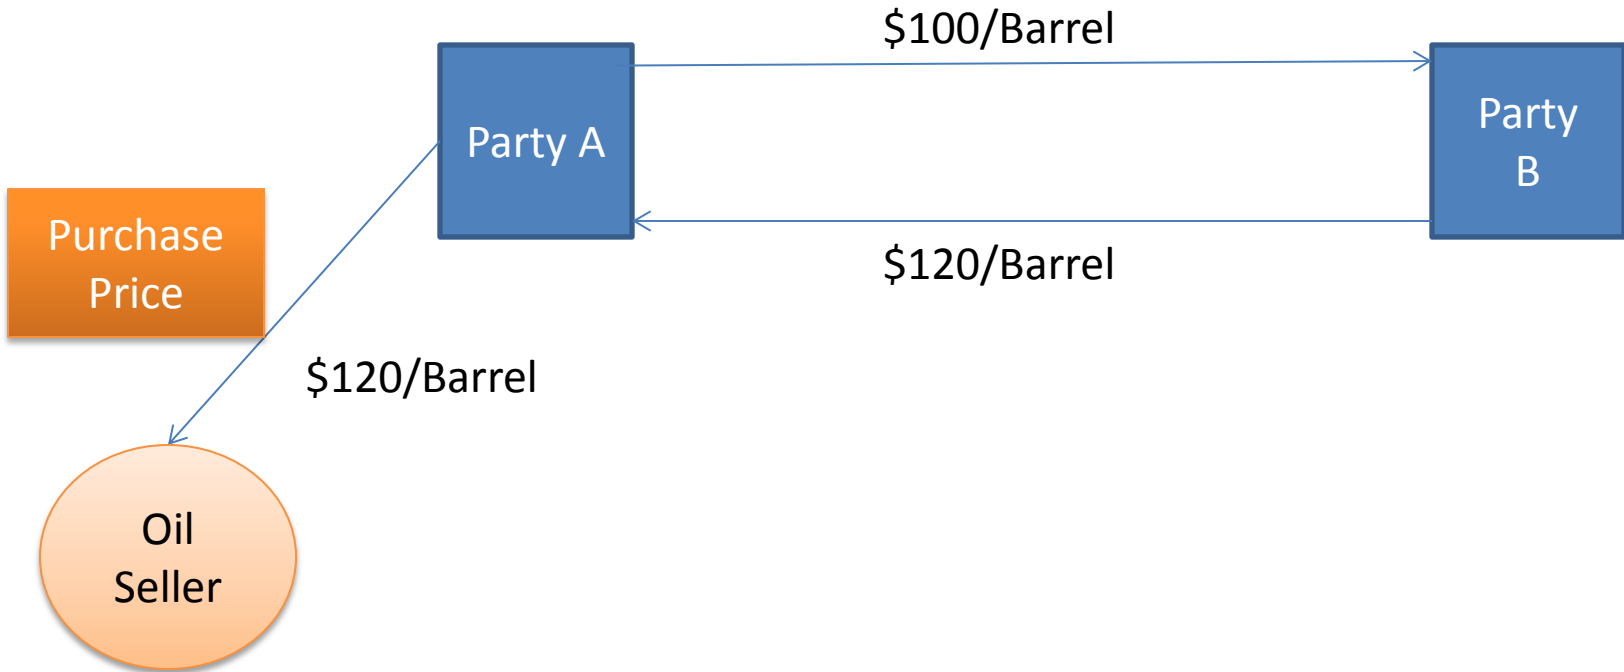 $100/Barrel
Party A
Party
B
Purchase
Price
$120/Barrel
$120/Barrel
Oil
Seller